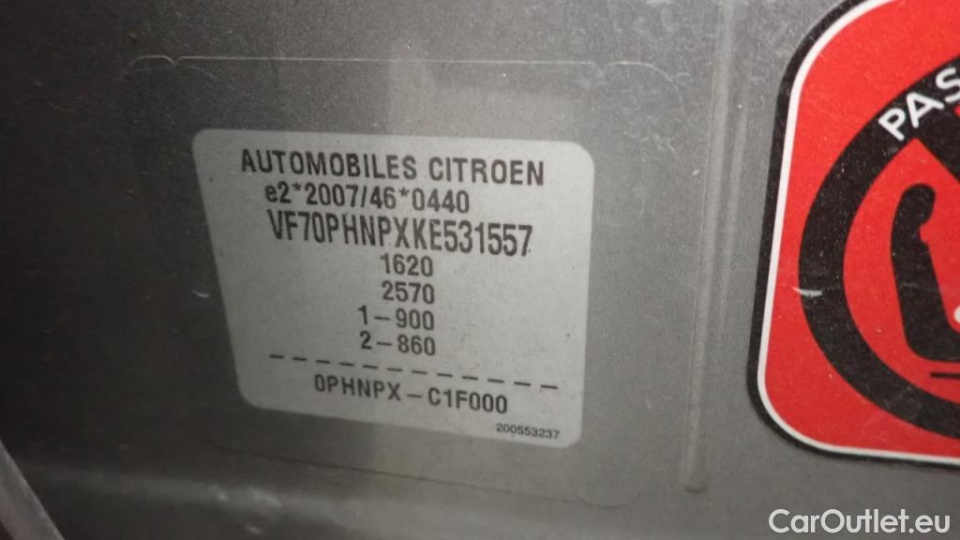 AUTOMOBILES CITROEN
e2*2007/46*0440
VF70PHNPXKE531557
1620
2570
1-900
2-860
0PHNPX-C1F000
200553237
PAS
CarOutlet.eu